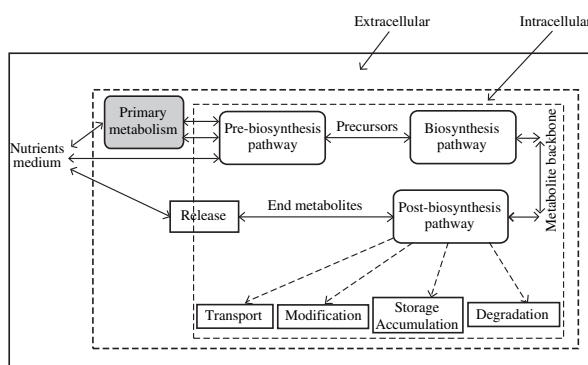 Extracellular
Intracellular
Primary
metabolism
Pre-biosynthesis
pathway
Precursors
Biosynthesis
pathway
Nutrients
medium
Metabolite backbone
Release
End metabolites
Post-biosynthesis
pathway
Transport
Modification
Storage
Accumulation
Degradation